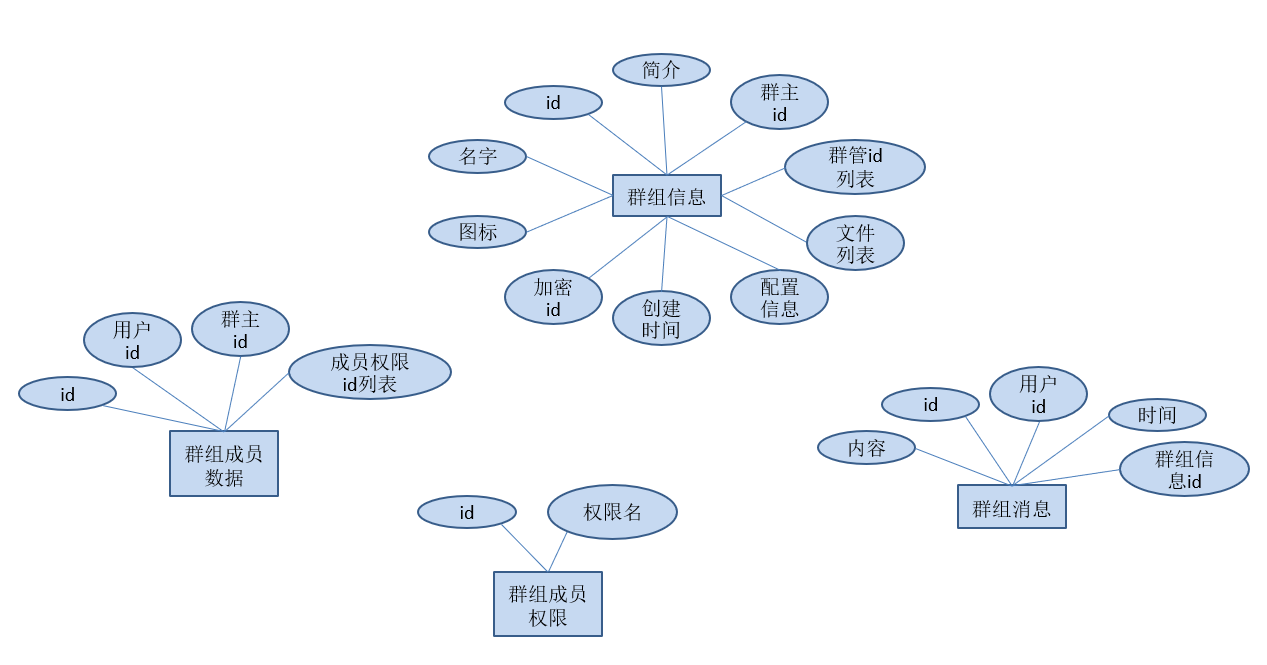 简介
id
群主
id
名字
群管id
列表
群组信息
图标
文件
列表
加密
id
创建
时间
配置
信息
用户
id
群主
id
成员权限
id列表
id
群组成员
数据
id
权限名
群组成员
权限
用户
id
id
时间
内容
群组信
息id
群组消息